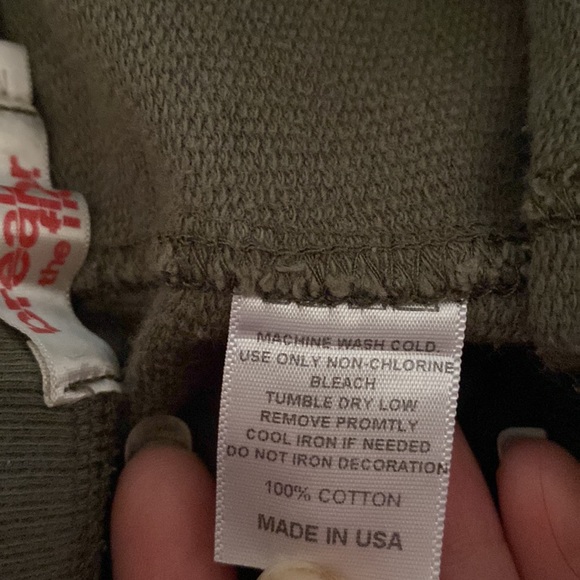 MACHINE WASH COLD
USE ONLY NON-CHLORINE
BLEACH
TUMBLE DRY LOW
REMOVE PROMTLY
COOL IRON IF NEEDED
DO NOT IRON DECORATION
100% COTTON
MADE IN USA
the